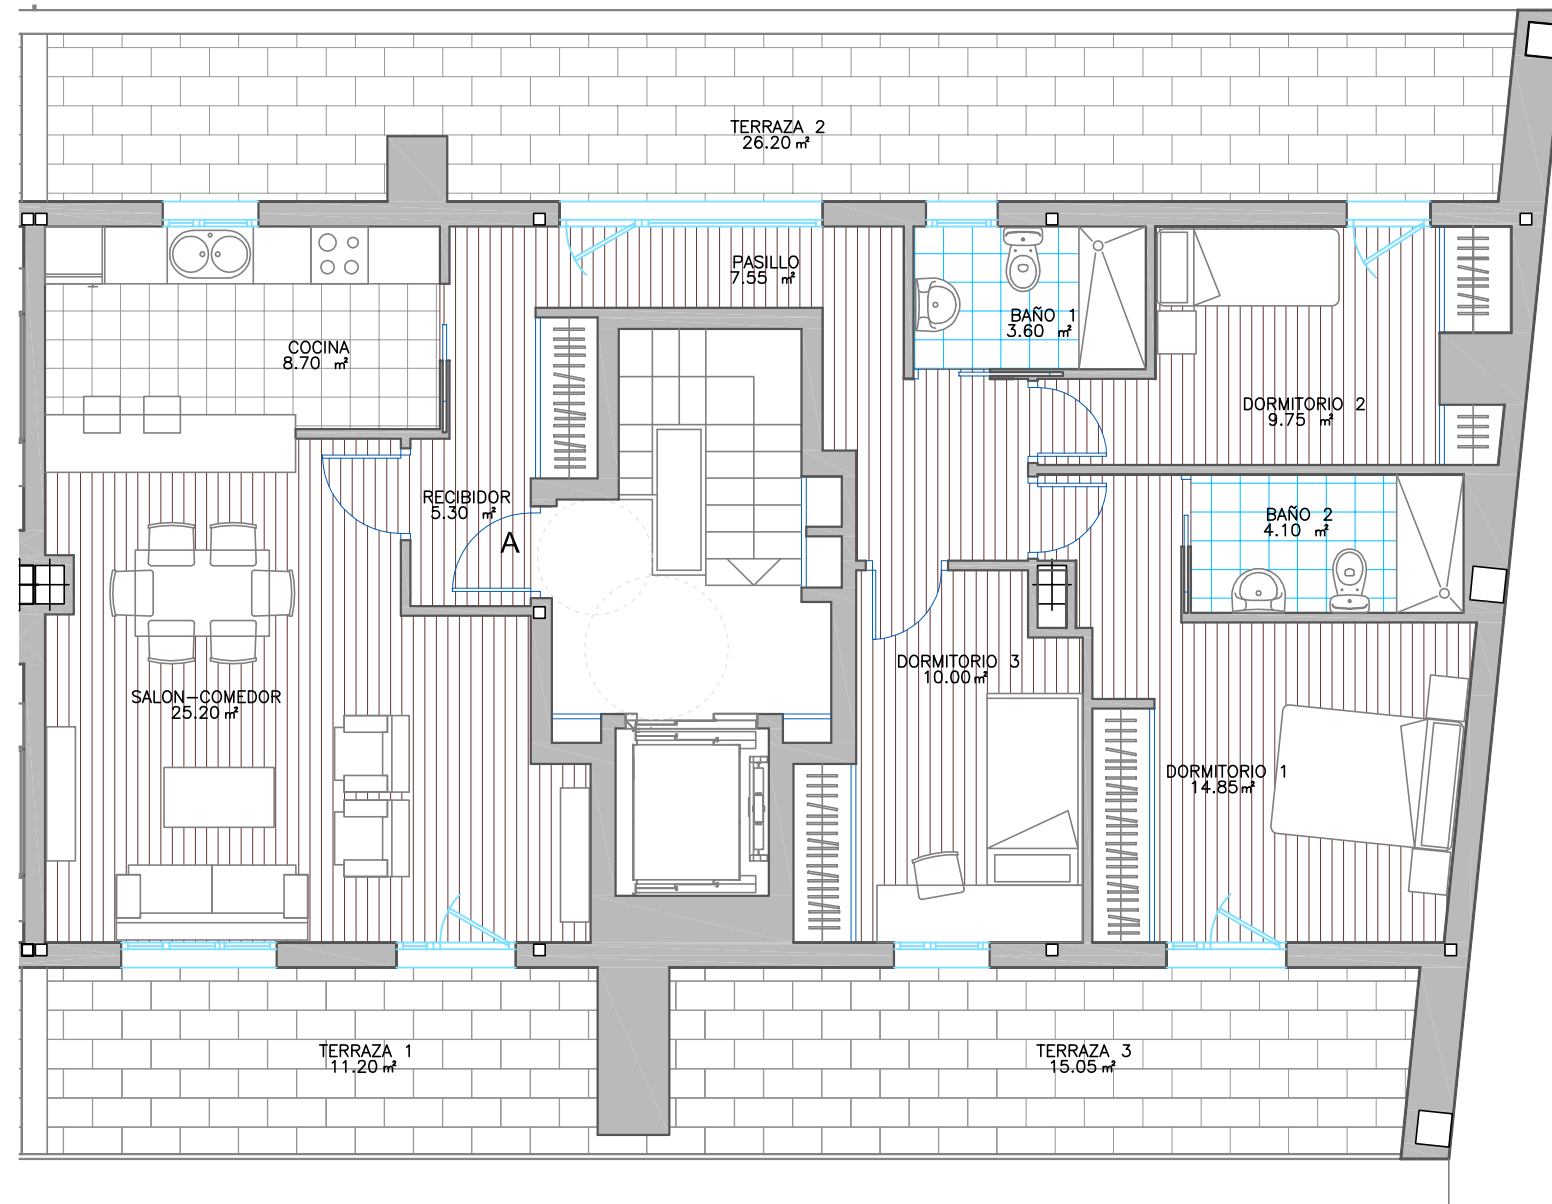 TERRAZA 2
26.20 m²
PASILLO
7.55 m²
BAÑO 1
3.60 m²
COCINA
8.70 m²
DORMITORIO 2
9.75 m²
RECIBIDOR
5.30 m²
A
BAÑO 2
4.10 m²
DORMITORIO 3
10.00 m²
SALON-COMEDOR
25.20 m²
DORMITORIO 1
14.85 m²
TERRAZA 1
11.20 m²
TERRAZA 3
15.05 m²